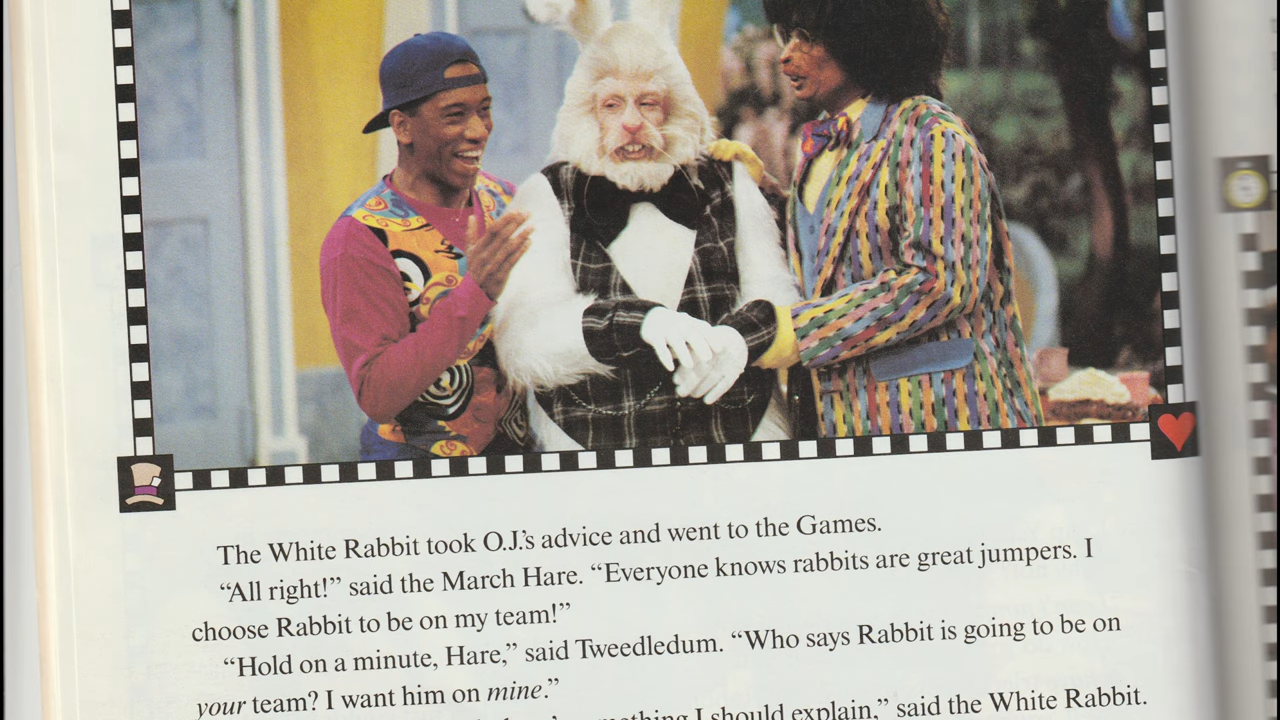 The White Rabbit took O.J.'s advice and went to the Games.
“All right!” said the March Hare. “Everyone knows rabbits are great jumpers. I
choose Rabbit to be on my team!”
“Hold on a minute, Hare,” said Tweedledum. “Who says Rabbit is going to be on
your team? I want him on mine.”
something I should explain,” said the White Rabbit.